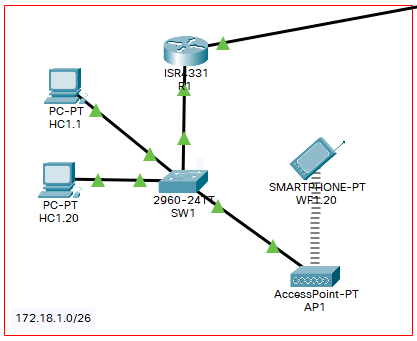 ISR4331
R1
PC-PT
HC1.1
SMARTPHONE-PT
WF1.20
PC-PT
HC1.20
2960-24TT
SW1
AccessPoint-PT
AP1
172.18.1.0/26